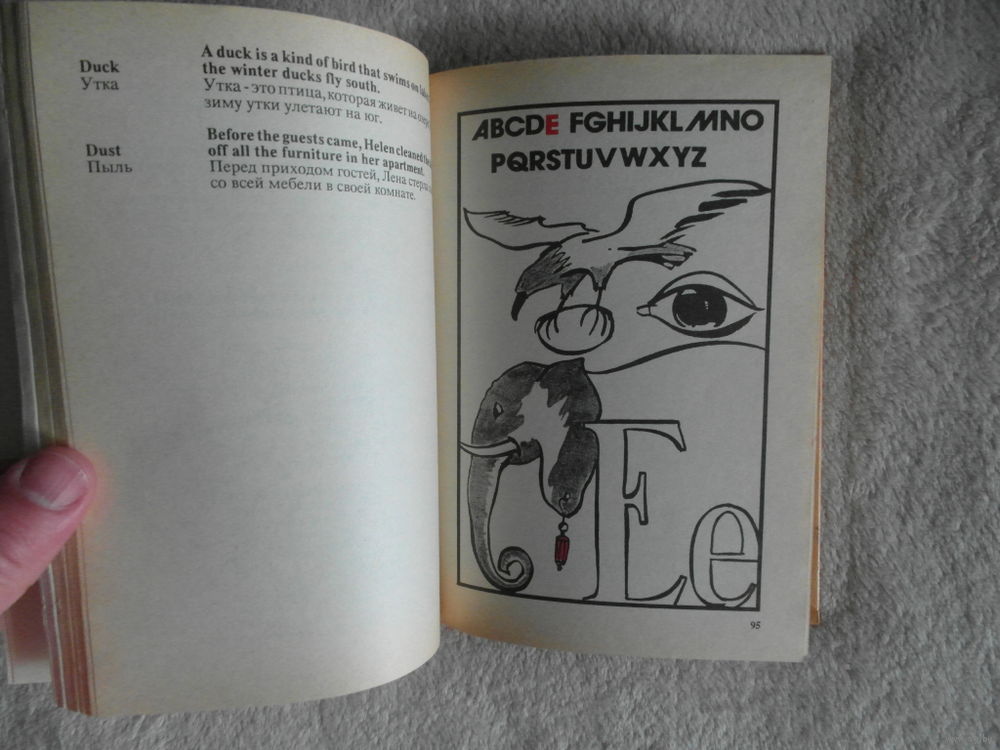 Duck
Утка
A duck is a kind of bird that swims on
the winter ducks fly south.
Утка - это птица, которая живет на
зиму утки улетают на юг.
Dust
Пыль
Before the guests came, Helen cleaned the
off all the furniture in her apartment.
Перед приходом гостей, Лена стерла
со всей мебели в своей комнате.
ABCDE FGHIJKLMNO
PQRSTUVWXYZ
Ee
95